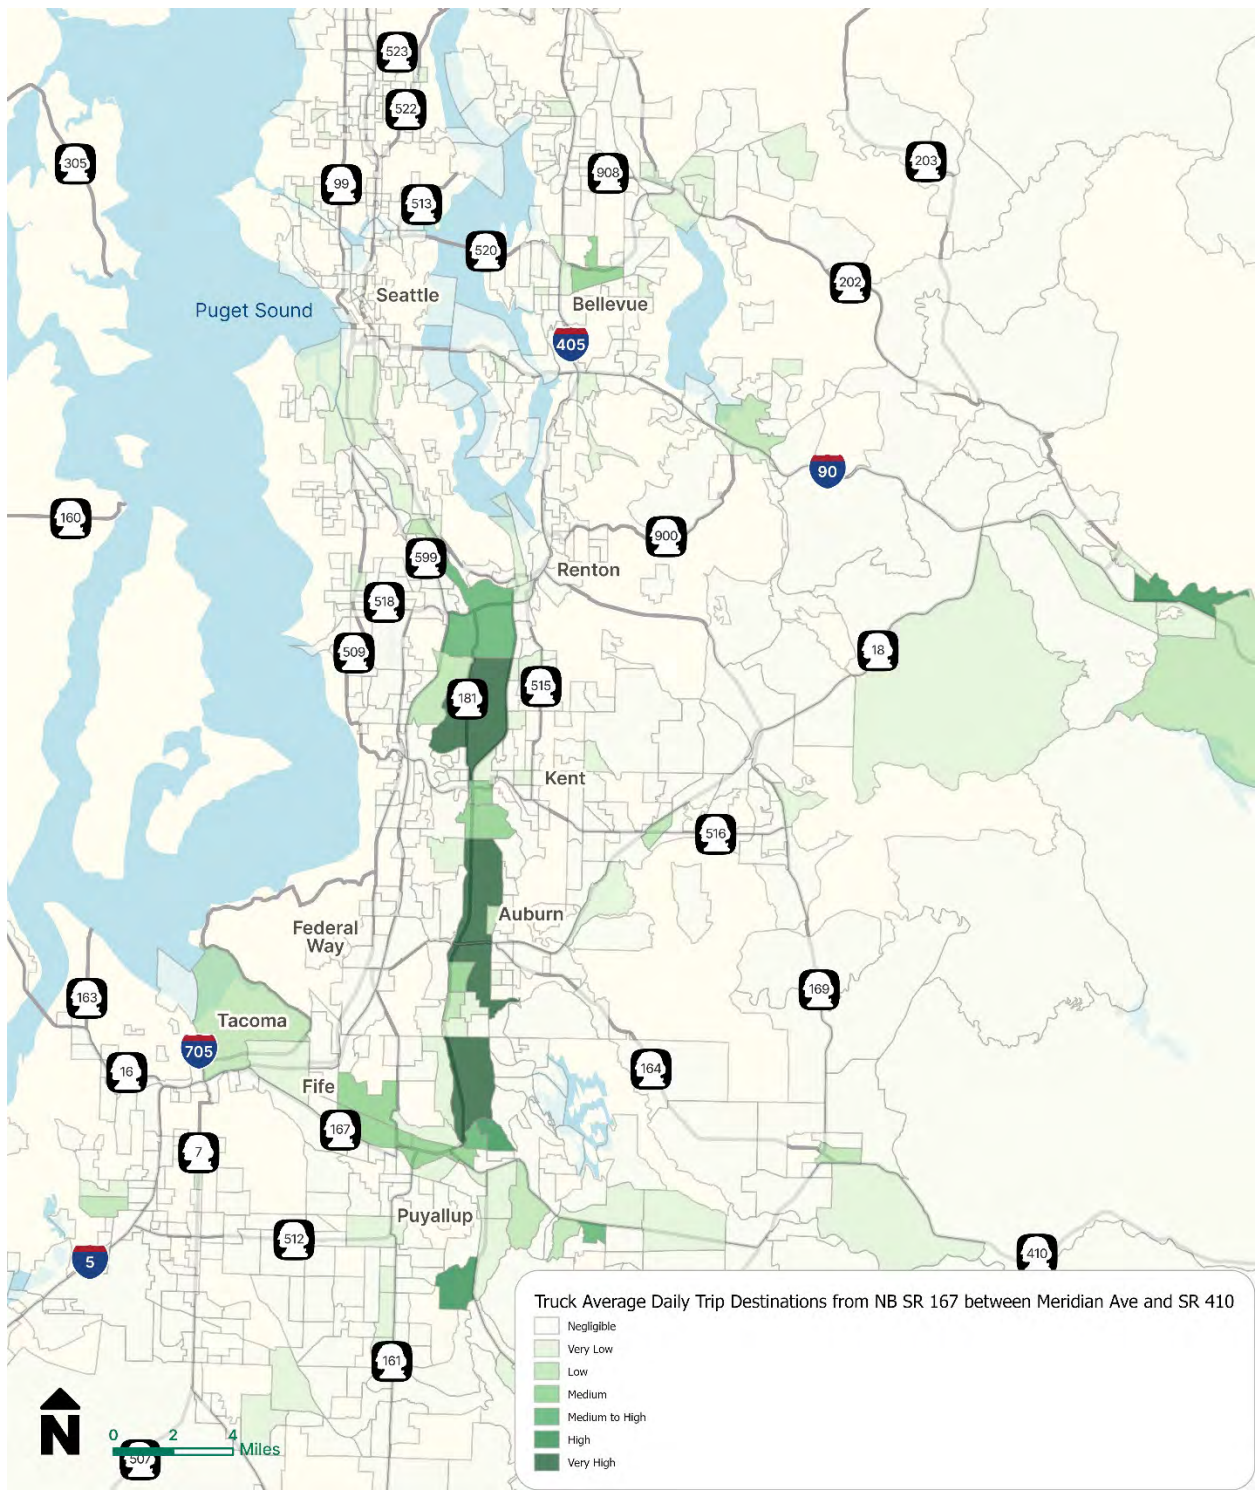 523
522
305
99
908
203
513
520
202
Seattle
Puget Sound
Bellevue
405
90
160
900
599
Renton
518
509
18
181
515
Kent
516
Auburn
Federal
Way
163
169
Tacoma
705
16
164
Fife
167
7
Puyallup
512
5
410
161
N
0 2 4
Miles
507
Truck Average Daily Trip Destinations from NB SR 167 between Meridian Ave and SR 410
Negligible
Very Low
Low
Medium
Medium to High
High
Very High